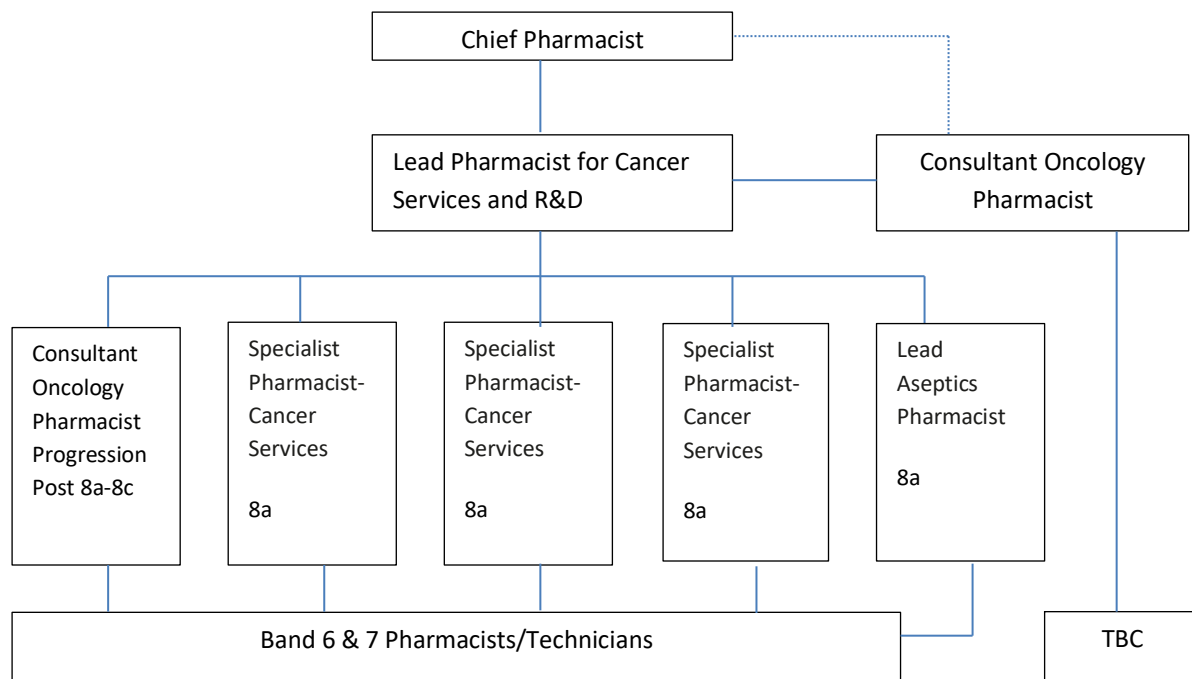 Chief Pharmacist
Lead Pharmacist for Cancer
Services and R&D
Consultant Oncology
Pharmacist
Consultant
Oncology
Pharmacist
Progression
Post 8a-8c
Specialist
Pharmacist-
Cancer
Services
8a
Specialist
Pharmacist-
Cancer
Services
8a
Specialist
Pharmacist-
Cancer
Services
8a
Lead
Aseptics
Pharmacist
8a
Band 6 & 7 Pharmacists/Technicians
TBC